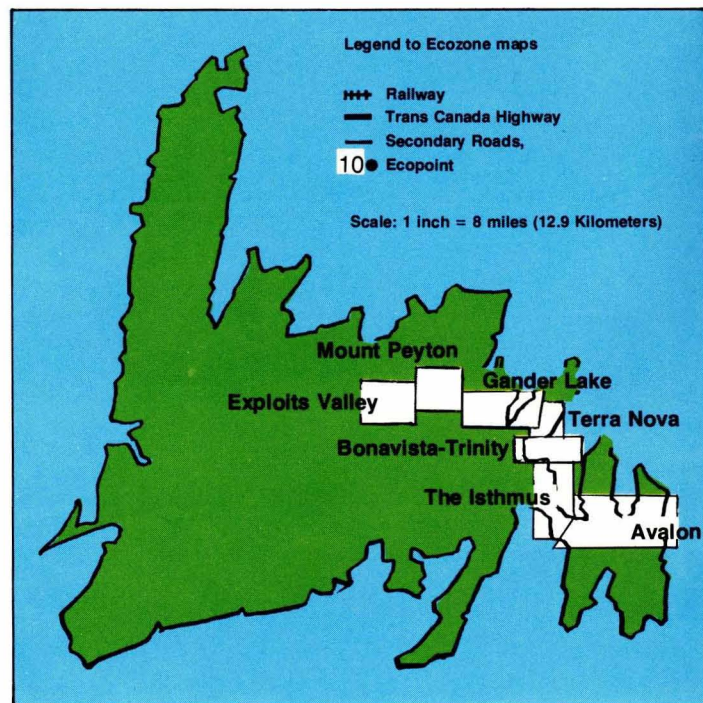 Legend to Ecozone maps
Railway
Trans Canada Highway
Secondary Roads,
10 Ecopoint
Scale: 1 inch = 8 miles (12.9 Kilometers)
Mount Peyton
Gander Lake
Exploits Valley
Terra Nova
Bonavista-Trinity
The Isthmus
Avalon